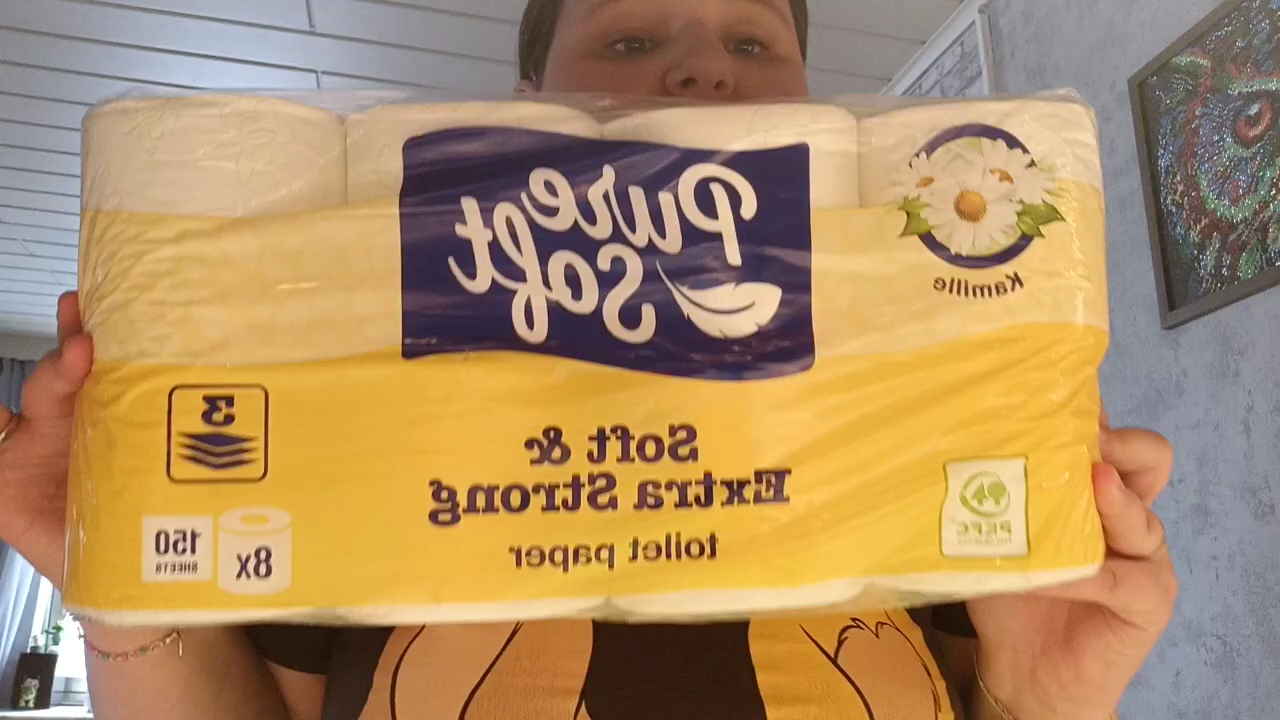 Pure
Soft
Kamille
3
Soft &
Extra Strong
toilet paper
150
SHEETS
8x
PEFC